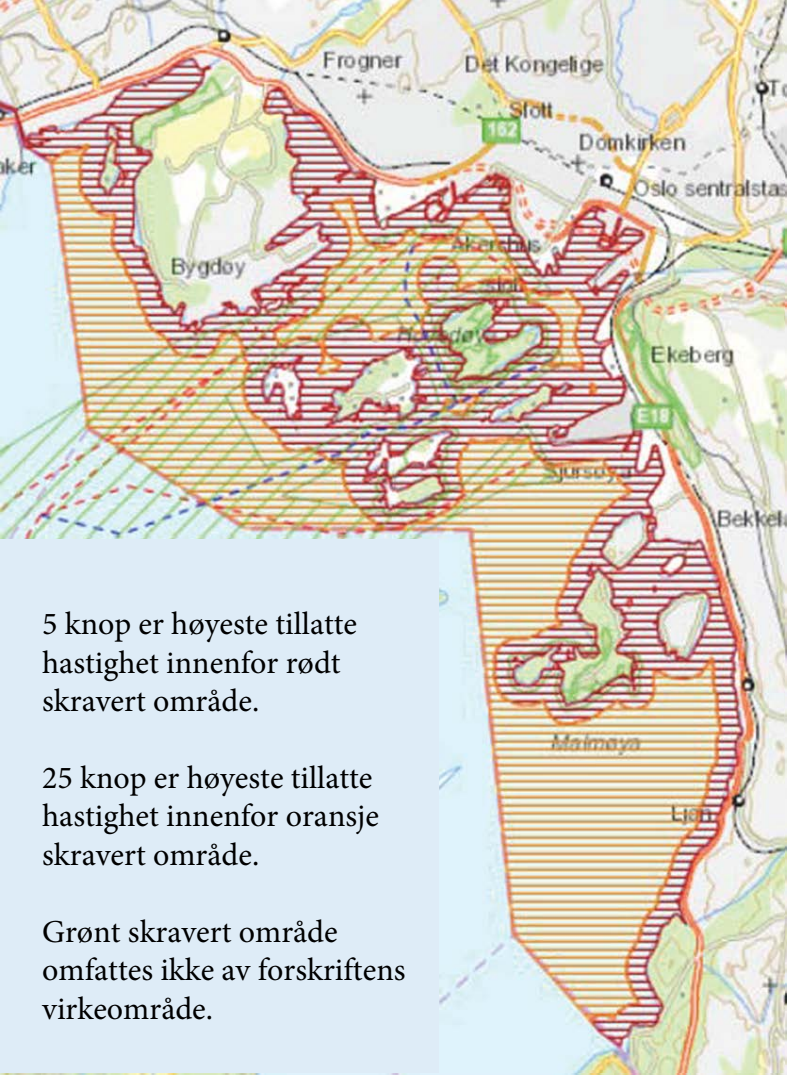 Frogner
Det Kongelige
Slott
162
Domkirken
Oslo sentralstas
aker
Akershus
slott
Bygdøy
Ekeberg
E18
Sjursøya
Bekkela
Malmøya
Ljan
5 knop er høyeste tillatte
hastighet innenfor rødt
skravert område.
25 knop er høyeste tillatte
hastighet innenfor oransje
skravert område.
Grønt skravert område
omfattes ikke av forskriftens
virkeområde.